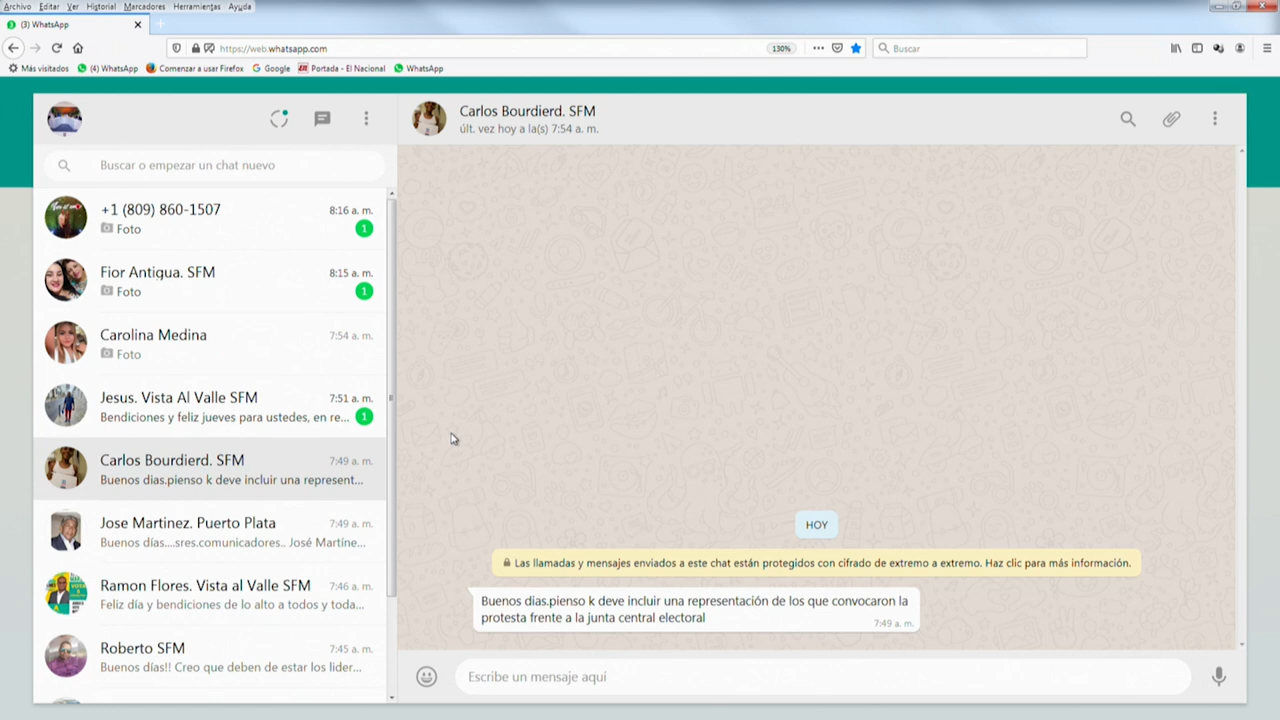 Archivo Editar Ver Historial Marcadores Herramientas Ayuda
(3) WhatsApp
https://web.whatsapp.com
130%
Buscar
Más visitados
(4) WhatsApp
Comenzar a usar Firefox
Google
Portada - El Nacional
WhatsApp
Carlos Bourdierd. SFM
últ. vez hoy a la(s) 7:54 a. m.
Buscar o empezar un chat nuevo
+1 (809) 860-1507
8:16 a. m.
Foto
1
Fior Antigua. SFM
8:15 a. m.
Foto
1
Carolina Medina
7:54 a. m.
Foto
Jesus. Vista Al Valle SFM
7:51 a. m.
Bendiciones y feliz jueves para ustedes, en re...
1
Carlos Bourdierd. SFM
7:49 a. m.
Buenos dias.pienso k deve incluir una represent...
Jose Martinez. Puerto Plata
7:49 a. m.
Buenos días....sres.comunicadores.. José Martíne...
Ramon Flores. Vista al Valle SFM
7:46 a. m.
Feliz día y bendiciones de lo alto a todos y toda...
Roberto SFM
7:45 a. m.
Buenos días!! Creo que deben de estar los lider...
HOY
Las llamadas y mensajes enviados a este chat están protegidos con cifrado de extremo a extremo. Haz clic para más información.
Buenos dias.pienso k deve incluir una representación de los que convocaron la
protesta frente a la junta central electoral
7:49 a. m.
Escribe un mensaje aquí